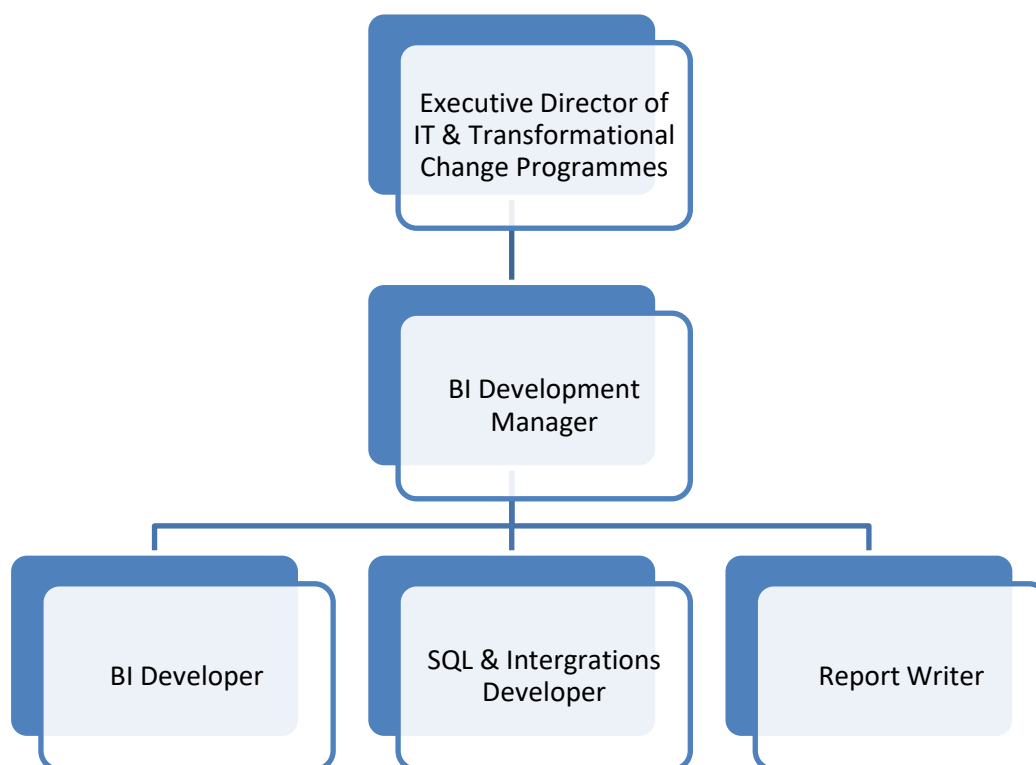 Executive Director of
IT & Transformational
Change Programmes
BI Development
Manager
BI Developer
SQL & Intergrations
Developer
Report Writer